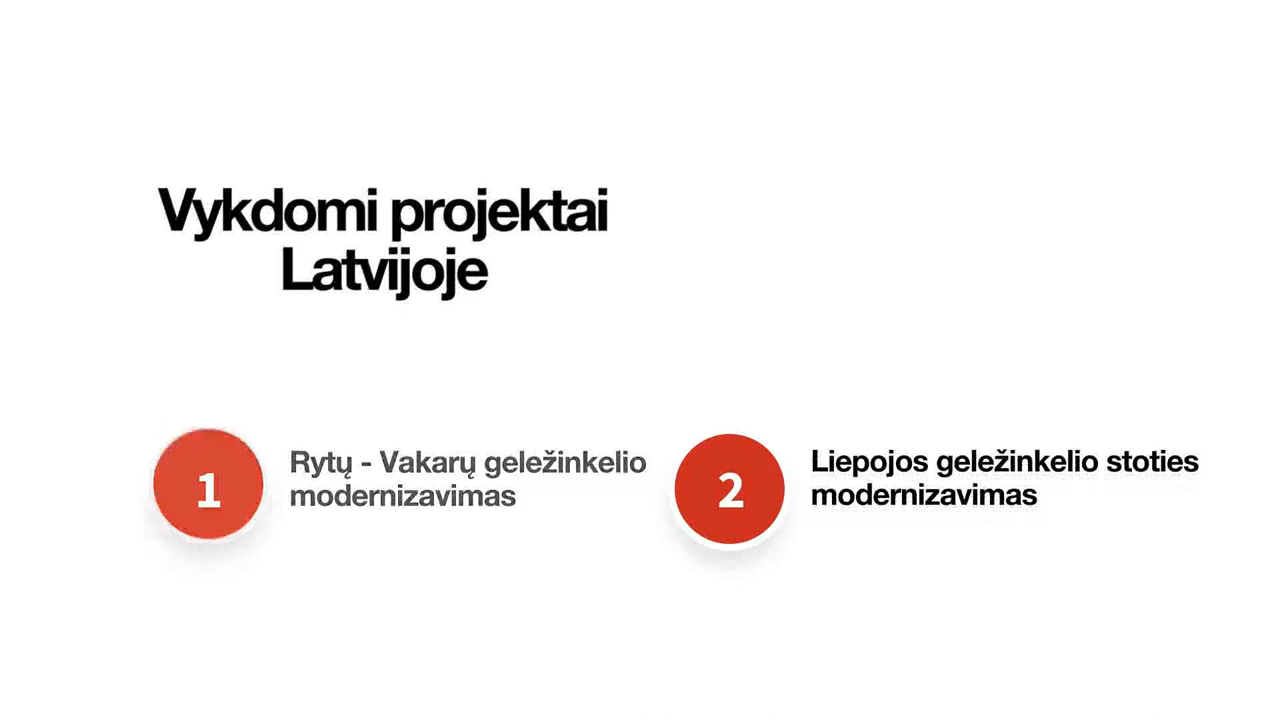 Vykdomi projektai
Latvijoje
1
Rytų - Vakarų geležinkelio
modernizavimas
2
Liepojos geležinkelio stoties
modernizavimas